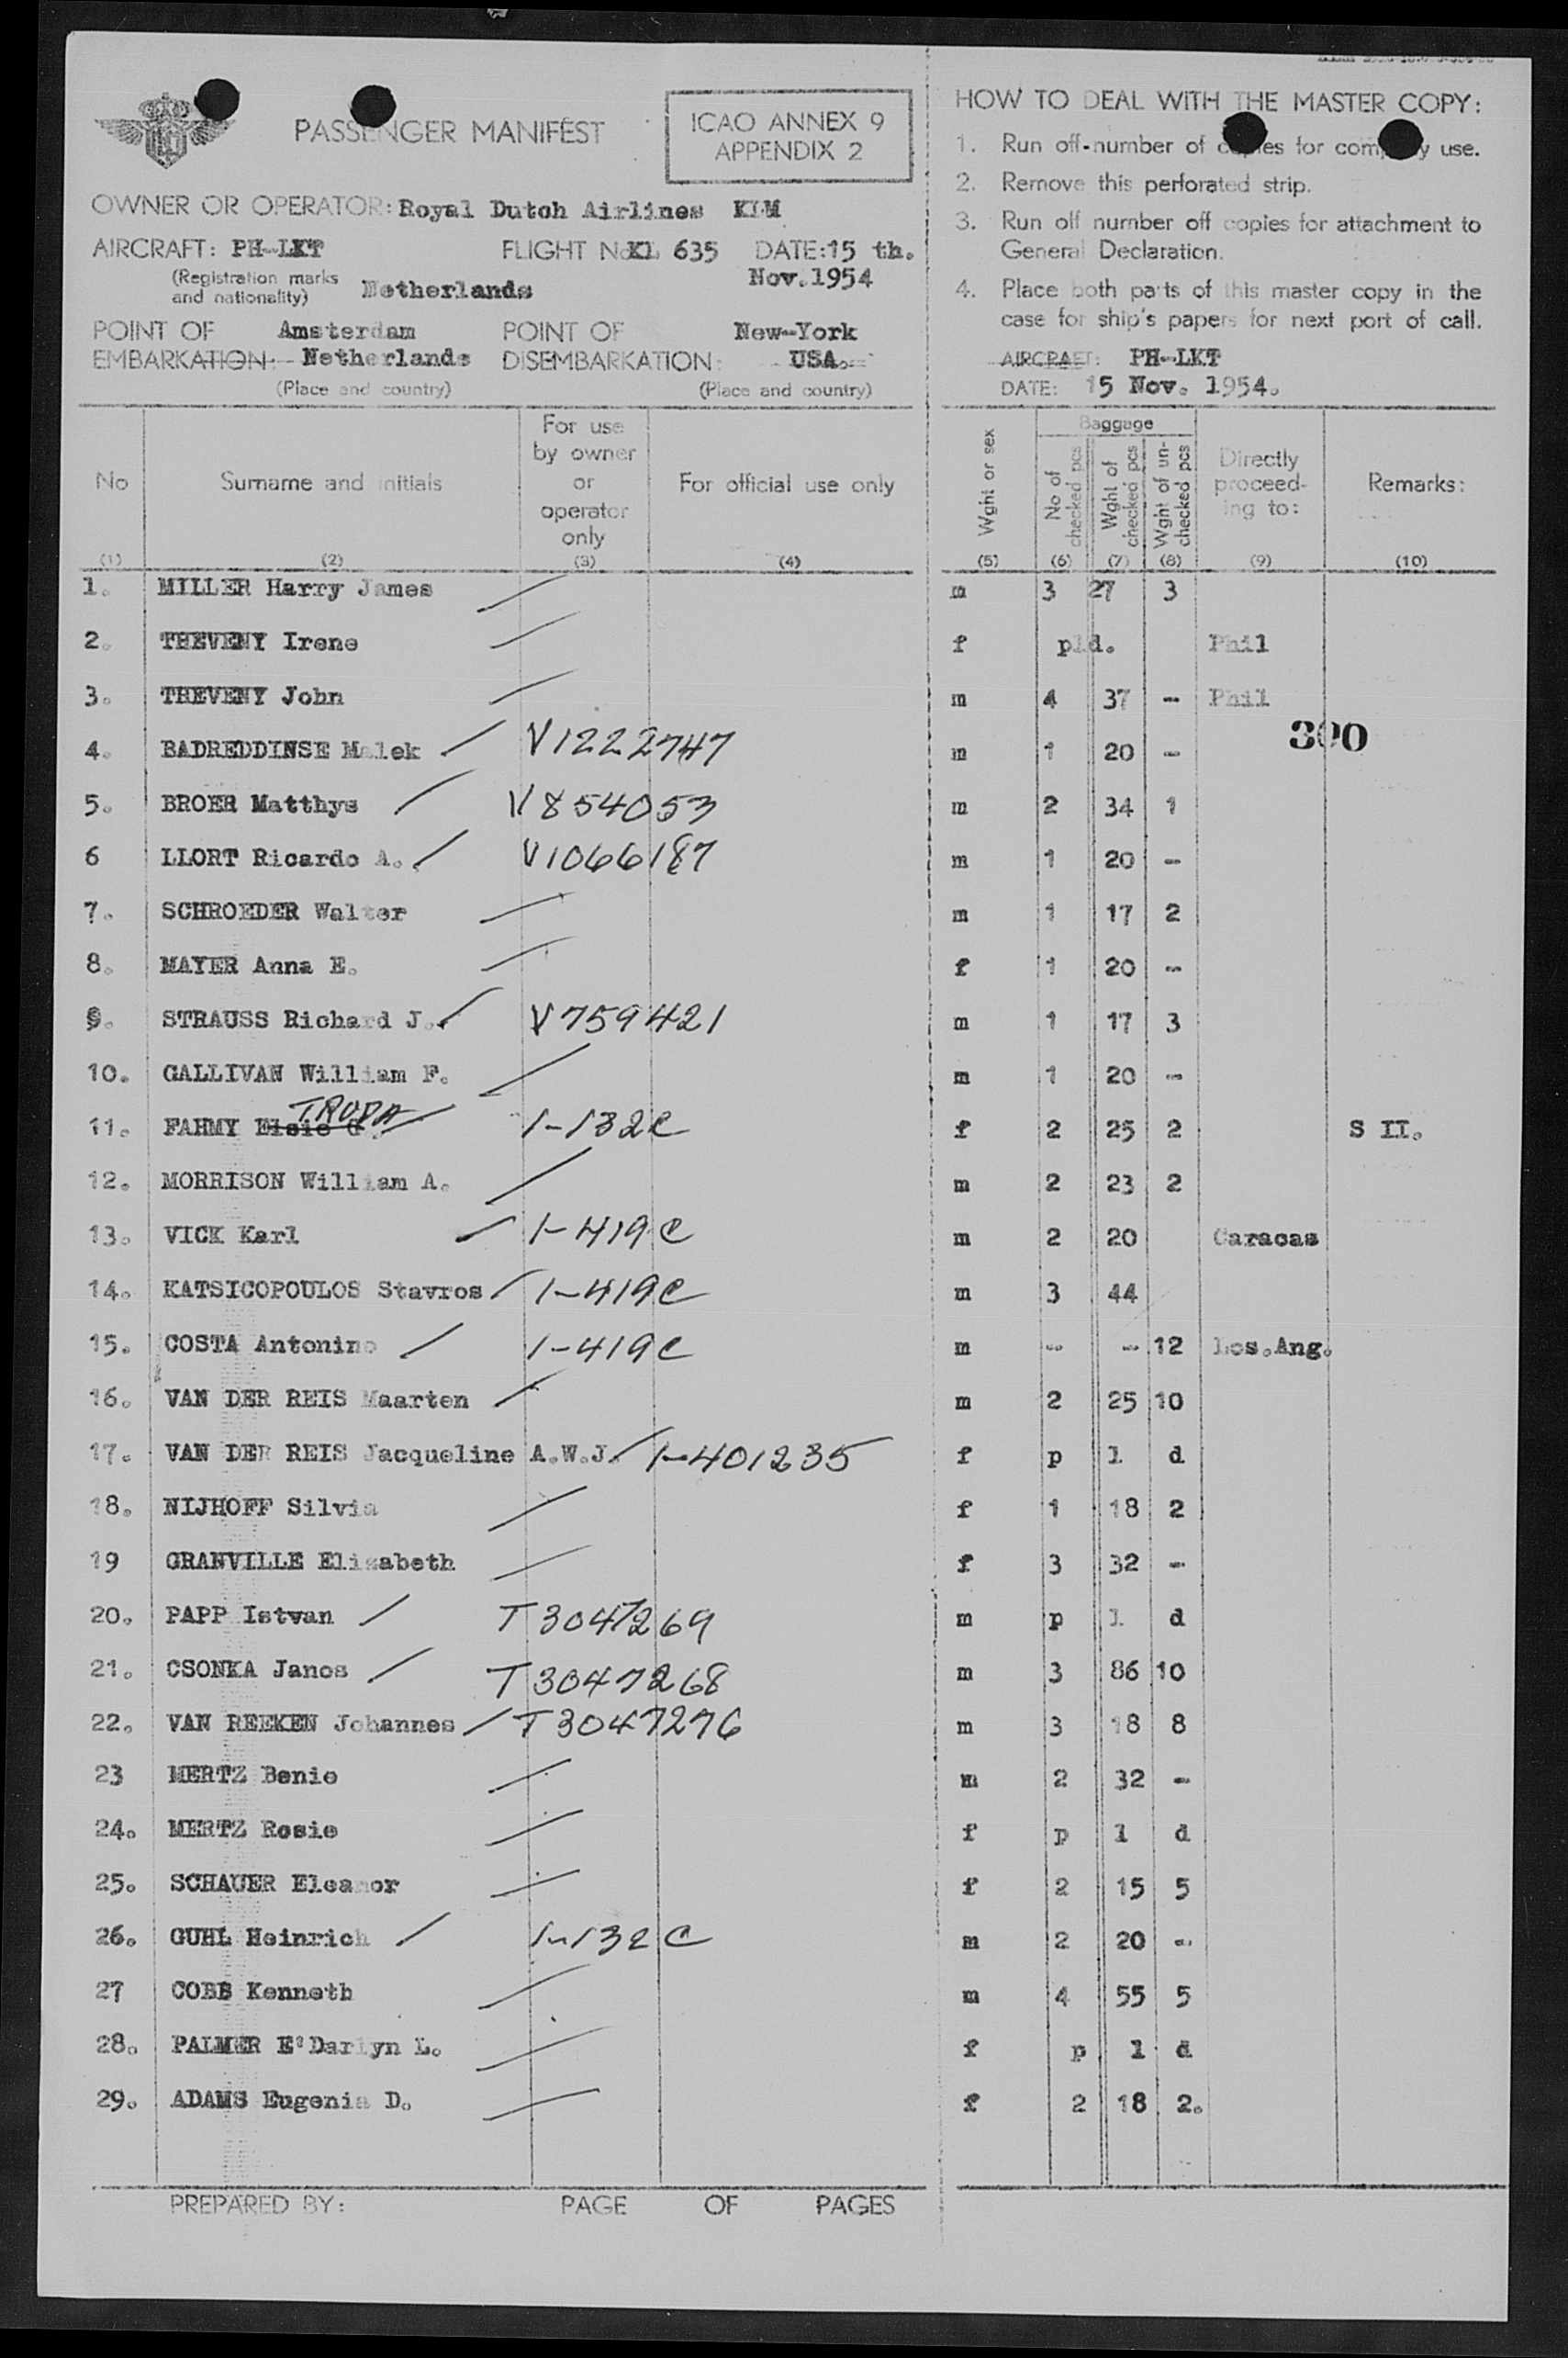 PASSENGER MANIFEST
ICAO ANNEX 9
APPENDIX 2
OWNER OR OPERATOR: Royal Dutch Airlines KLM
AIRCRAFT: PH-LKT FLIGHT No KL 635 DATE: 15 th.
(Registration marks and nationality) Netherlands Nov. 1954
POINT OF EMBARKATION: Amsterdam Netherlands POINT OF DISEMBARKATION: New-York USA.
(Place and country) (Place and country)
HOW TO DEAL WITH THE MASTER COPY:
1. Run off-number of copies for company use.
2. Remove this perforated strip.
3. Run off number off copies for attachment to
General Declaration.
4. Place both parts of this master copy in the
case for ship's papers for next port of call.
AIRCRAFT: PH-LKT
DATE: 15 Nov. 1954.
No Surname and initials For use by owner or operator only For official use only Wght or sex Baggage No of checked pcs Wght of checked pcs Wght of un-checked pcs Directly proceed-ing to: Remarks:
(1) (2) (3) (4) (5) (6) (7) (8) (9) (10)
1. MILLER Harry James m 3 27 3
2. THEVENY Irene f pld. Phil
3. THEVENY John m 4 37 - Phil
300
4. BADREDDINSE Malek V1222747 m 1 20 -
5. BROER Matthys V854053 m 2 34 1
6 LLORT Ricardo A. V1066187 m 1 20 -
7. SCHROEDER Walter m 1 17 2
8. MAYER Anna E. f 1 20 -
9. STRAUSS Richard J. V759421 m 1 17 3
10. GALLIVAN William F. m 1 20 -
11. FAHMY Elsie G. TRUDA 1-132C f 2 25 2 S II.
12. MORRISON William A. m 2 23 2
13. VICK Karl 1-419C m 2 20 Caracas
14. KATSICOPOULOS Stavros 1-419C m 3 44
15. COSTA Antonino 1-419C m - - 12 Los.Ang.
16. VAN DER REIS Maarten m 2 25 10
17. VAN DER REIS Jacqueline A.W.J. 1-401235 f p l d
18. NIJHOFF Silvia f 1 18 2
19 GRANVILLE Elisabeth f 3 32 -
20. PAPP Istvan T3047269 m p l d
21. CSONKA Janos T3047268 m 3 86 10
22. VAN REEKEN Johannes T3047276 m 3 18 8
23 MERTZ Benie m 2 32 -
24. MERTZ Rosie f p l d
25. SCHAUER Eleanor f 2 15 5
26. GUHL Heinrich 1-132C m 2 20 -
27 COBB Kenneth m 4 55 5
28. PALMER E'Darlyn L. f p l d
29. ADAMS Eugenia D. f 2 18 2.
PREPARED BY: PAGE OF PAGES